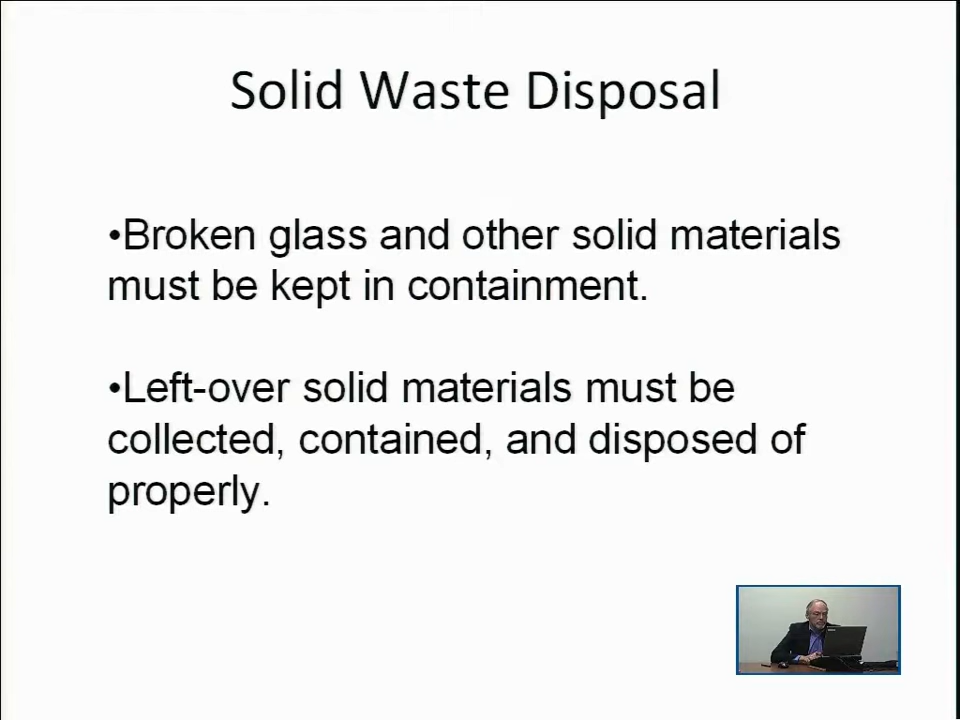 Solid Waste Disposal
•Broken glass and other solid materials
must be kept in containment.
•Left-over solid materials must be
collected, contained, and disposed of
properly.